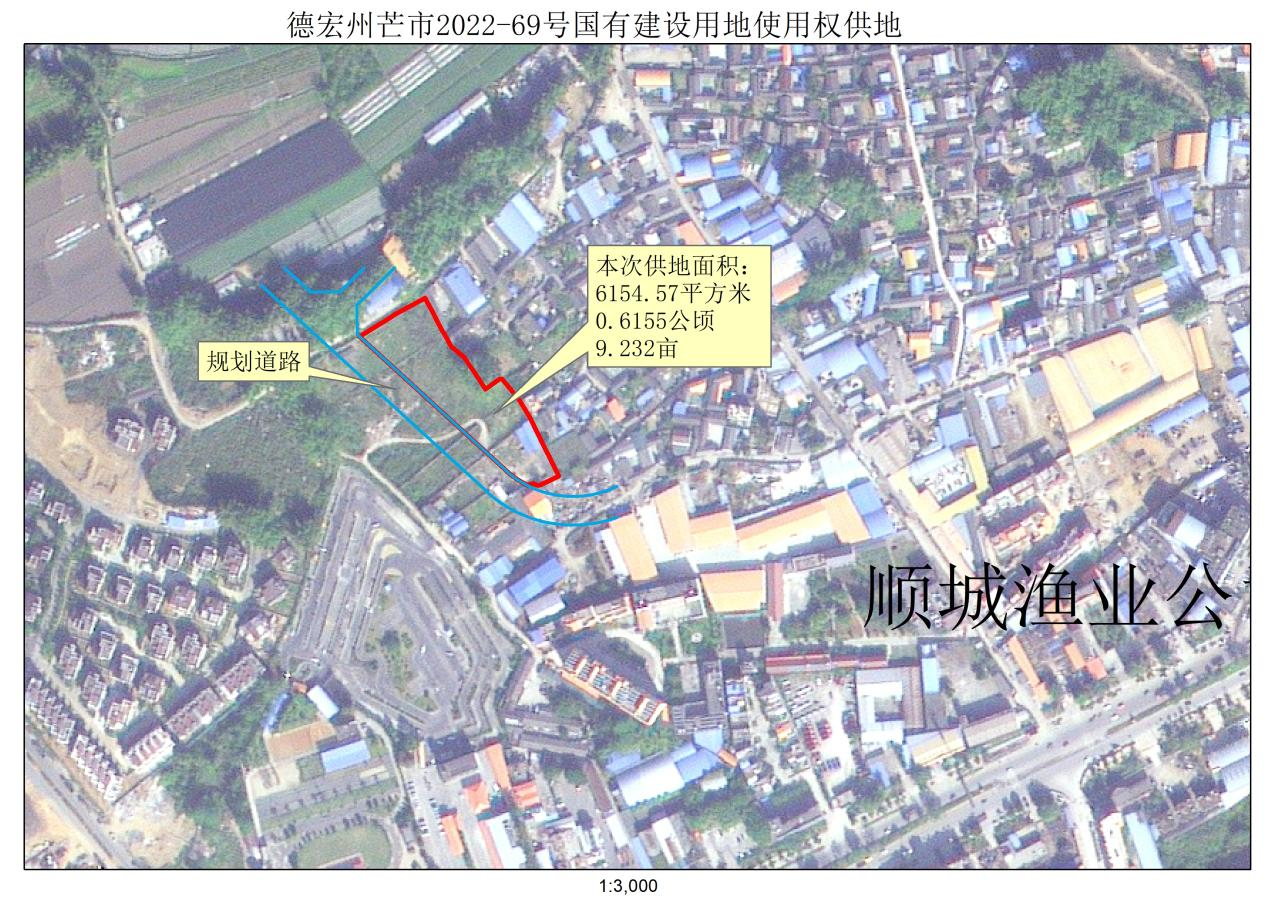 德宏州芒市2022-69号国有建设用地使用权供地
本次供地面积：
6154.57平方米
0.6155公顷
9.232亩
规划道路
顺城渔业公
1:3,000